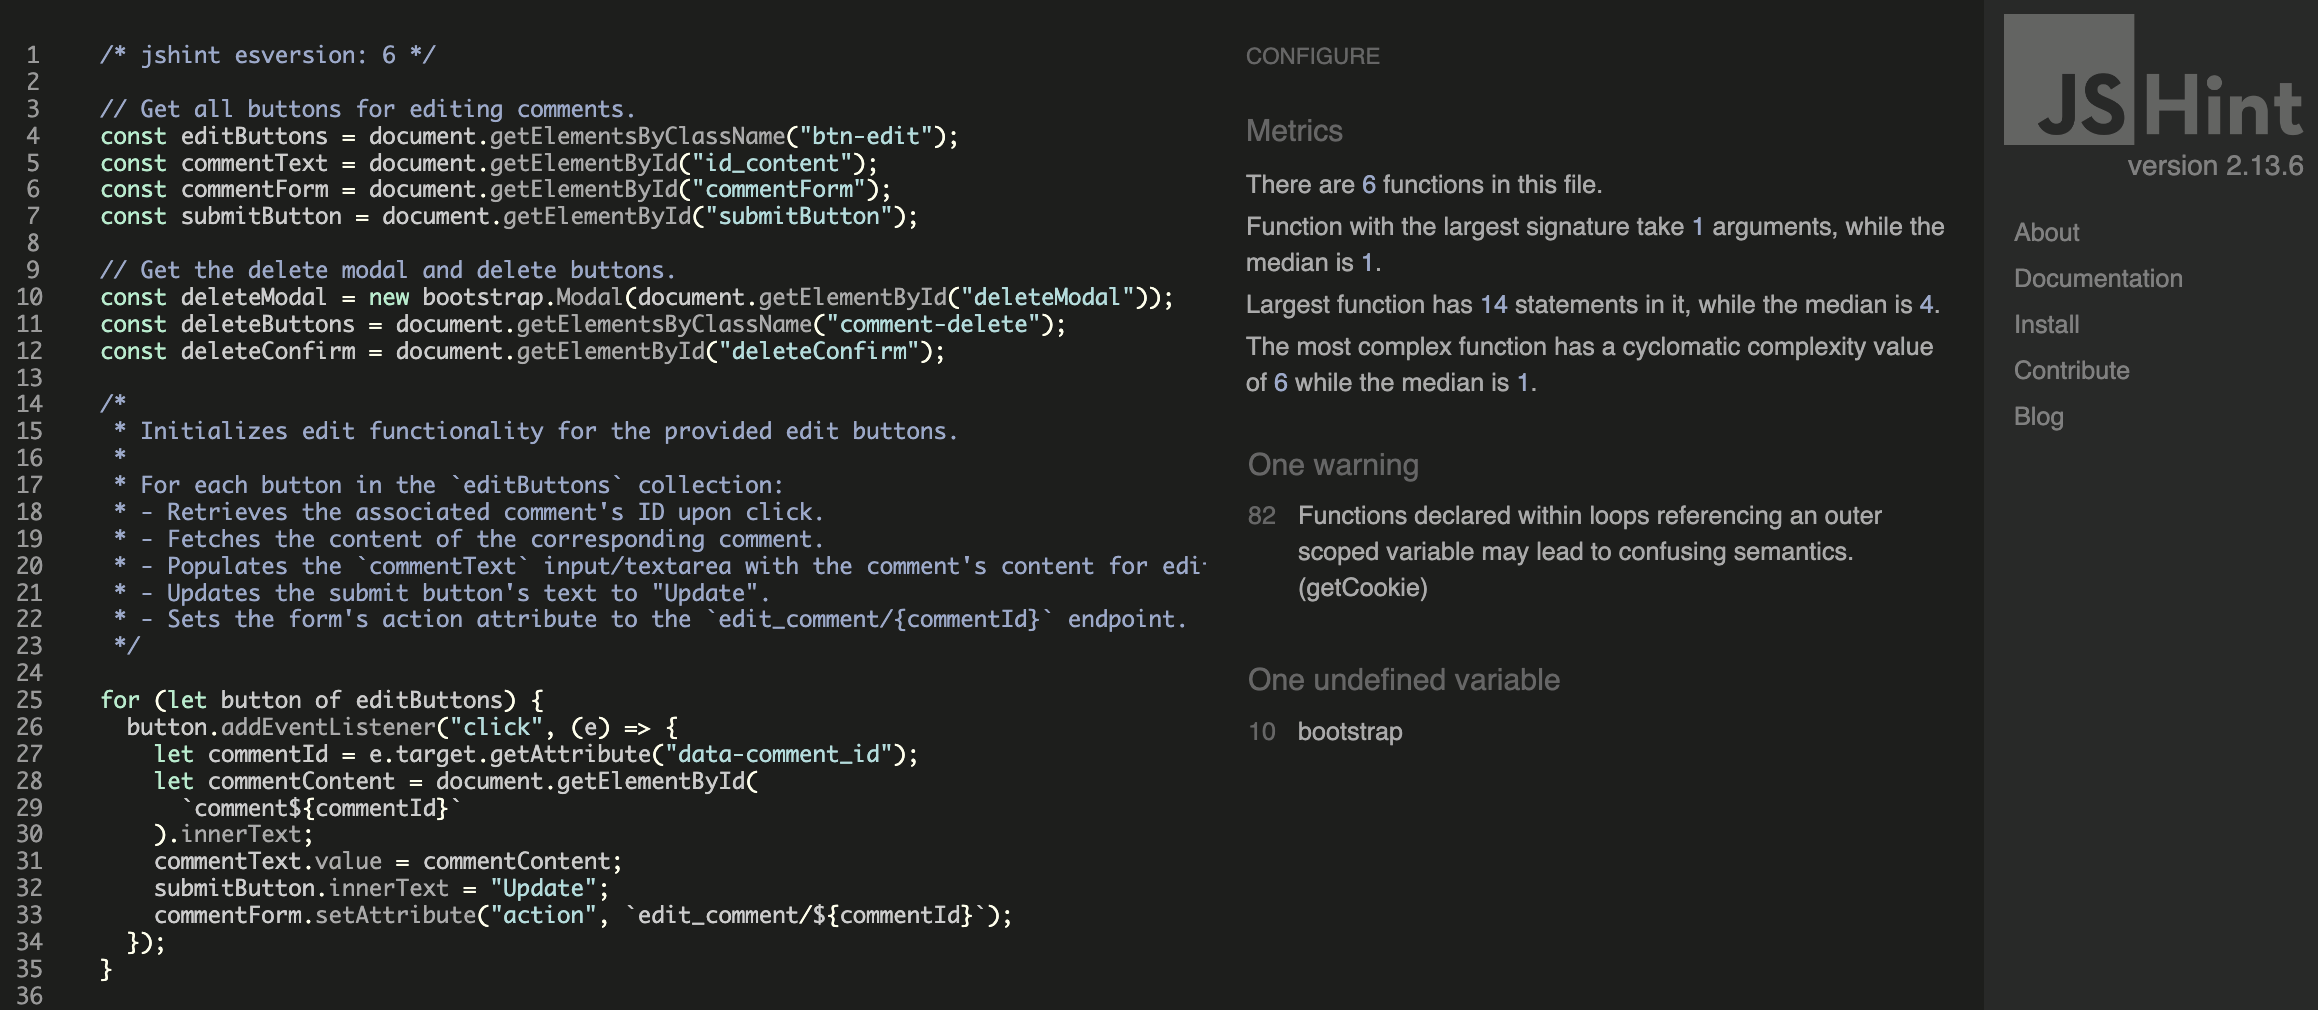 1 /* jshint esversion: 6 */
2
3 // Get all buttons for editing comments.
4 const editButtons = document.getElementsByClassName("btn-edit");
5 const commentText = document.getElementById("id_content");
6 const commentForm = document.getElementById("commentForm");
7 const submitButton = document.getElementById("submitButton");
8
9 // Get the delete modal and delete buttons.
10 const deleteModal = new bootstrap.Modal(document.getElementById("deleteModal"));
11 const deleteButtons = document.getElementsByClassName("comment-delete");
12 const deleteConfirm = document.getElementById("deleteConfirm");
13
14 /*
15  * Initializes edit functionality for the provided edit buttons.
16  *
17  * For each button in the `editButtons` collection:
18  * - Retrieves the associated comment's ID upon click.
19  * - Fetches the content of the corresponding comment.
20  * - Populates the `commentText` input/textarea with the comment's content for edi
21  * - Updates the submit button's text to "Update".
22  * - Sets the form's action attribute to the `edit_comment/{commentId}` endpoint.
23  */
24
25 for (let button of editButtons) {
26   button.addEventListener("click", (e) => {
27     let commentId = e.target.getAttribute("data-comment_id");
28     let commentContent = document.getElementById(
29       `comment${commentId}`
30     ).innerText;
31     commentText.value = commentContent;
32     submitButton.innerText = "Update";
33     commentForm.setAttribute("action", `edit_comment/${commentId}`);
34   });
35 }
36
CONFIGURE
Metrics
There are 6 functions in this file.
Function with the largest signature take 1 arguments, while the
median is 1.
Largest function has 14 statements in it, while the median is 4.
The most complex function has a cyclomatic complexity value
of 6 while the median is 1.
One warning
82 Functions declared within loops referencing an outer
scoped variable may lead to confusing semantics.
(getCookie)
One undefined variable
10 bootstrap
JSHint
version 2.13.6
About
Documentation
Install
Contribute
Blog